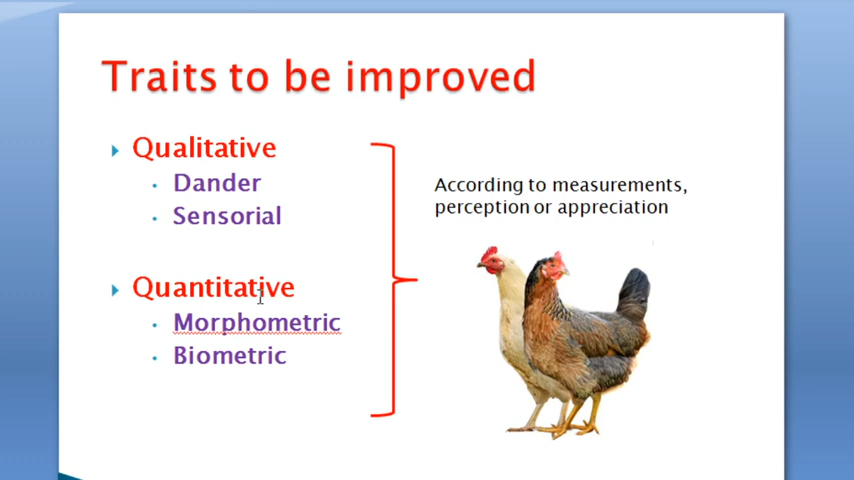 Traits to be improved
Qualitative
Dander
Sensorial
According to measurements,
perception or appreciation
Quantitative
Morphometric
Biometric